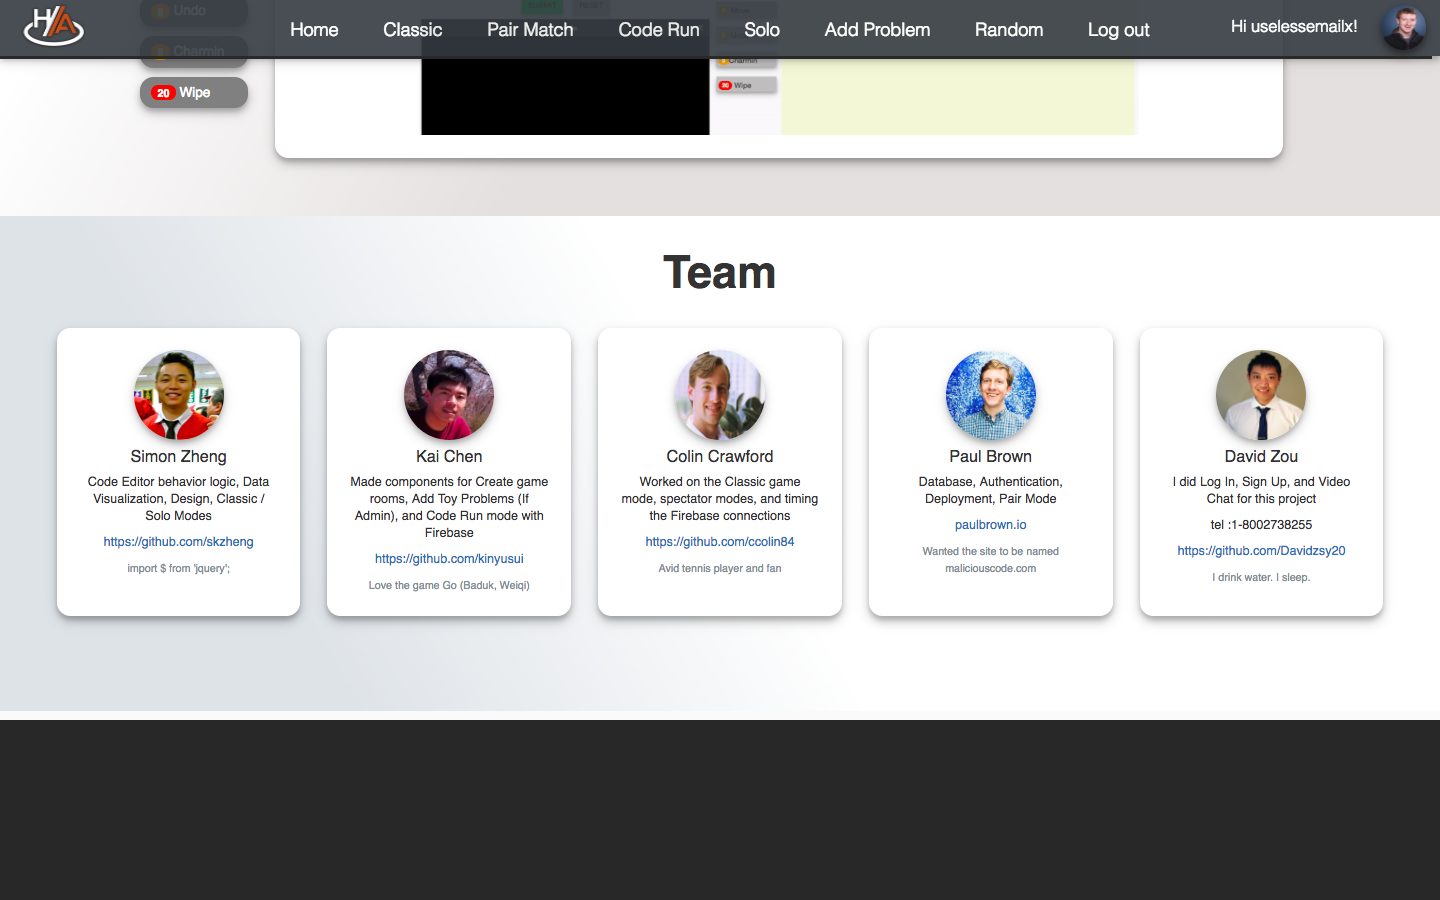 H/A
Home Classic Pair Match Code Run Solo Add Problem Random Log out Hi uselessemailx!
8 Undo
8 Charmin
20 Wipe
RESET
Charmin
20 Wipe
Team
Simon Zheng
Code Editor behavior logic, Data
Visualization, Design, Classic /
Solo Modes
https://github.com/skzheng
import $ from 'jquery';
Kai Chen
Made components for Create game
rooms, Add Toy Problems (If
Admin), and Code Run mode with
Firebase
https://github.com/kinyusui
Love the game Go (Baduk, Weiqi)
Colin Crawford
Worked on the Classic game
mode, spectator modes, and timing
the Firebase connections
https://github.com/ccolin84
Avid tennis player and fan
Paul Brown
Database, Authentication,
Deployment, Pair Mode
paulbrown.io
Wanted the site to be named
maliciouscode.com
David Zou
I did Log In, Sign Up, and Video
Chat for this project
tel :1-8002738255
https://github.com/Davidzsy20
I drink water. I sleep.